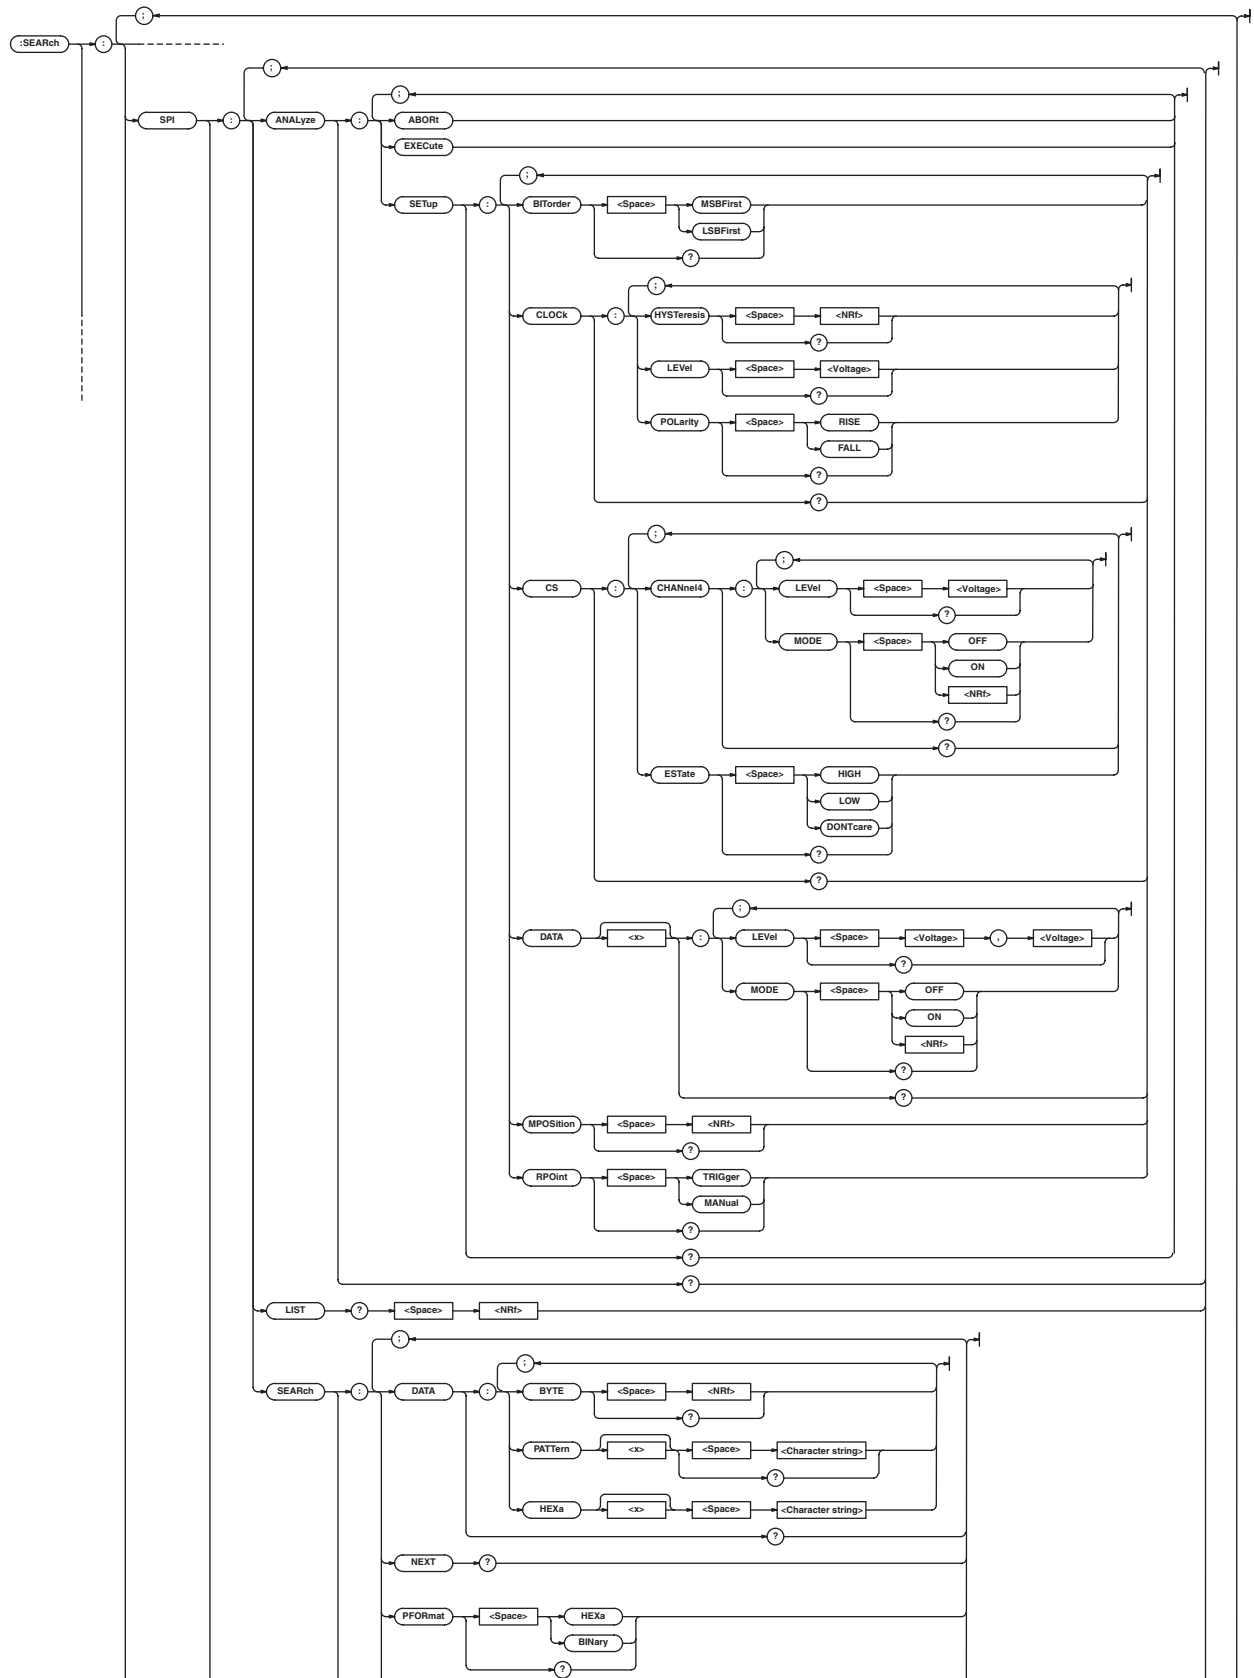 ;
:SEARch :
;
;
SPI : ANALyze : ABORt
EXECute
;
SETup : BITorder <Space> MSBFirst
LSBFirst
?
;
CLOCk : HYSTeresis <Space> <NRf>
?
LEVel <Space> <Voltage>
?
POLarity <Space> RISE
FALL
?
?
;
;
CS : CHANnel4 : LEVel <Space> <Voltage>
?
MODE <Space> OFF
ON
<NRf>
?
?
ESTate <Space> HIGH
LOW
DONTcare
?
?
;
DATA <x> : LEVel <Space> <Voltage> , <Voltage>
?
MODE <Space> OFF
ON
<NRf>
?
?
MPOSition <Space> <NRf>
?
RPOint <Space> TRIGger
MANual
?
?
?
LIST ? <Space> <NRf>
;
;
SEARch : DATA : BYTE <Space> <NRf>
?
PATTern <x> <Space> <Character string>
?
HEXa <x> <Space> <Character string>
?
NEXT ?
PFORmat <Space> HEXa
BINary
?